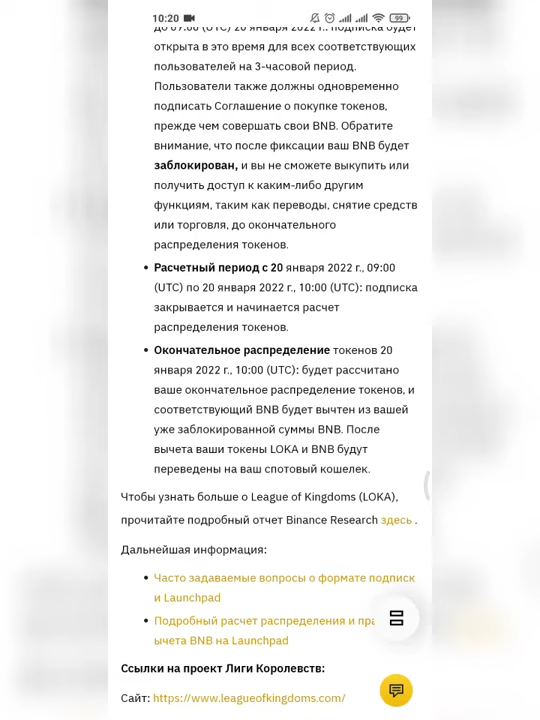 10:20
99
до 09:00 (UTC) 20 января 2022 г.: подписка будет
открыта в это время для всех соответствующих
пользователей на 3-часовой период.
Пользователи также должны одновременно
подписать Соглашение о покупке токенов,
прежде чем совершать свои BNB. Обратите
внимание, что после фиксации ваш BNB будет
заблокирован, и вы не сможете выкупить или
получить доступ к каким-либо другим
функциям, таким как переводы, снятие средств
или торговля, до окончательного
распределения токенов.
• Расчетный период с 20 января 2022 г., 09:00
(UTC) по 20 января 2022 г., 10:00 (UTC): подписка
закрывается и начинается расчет
распределения токенов.
• Окончательное распределение токенов 20
января 2022 г., 10:00 (UTC): будет рассчитано
ваше окончательное распределение токенов, и
соответствующий BNB будет вычтен из вашей
уже заблокированной суммы BNB. После
вычета ваши токены LOKA и BNB будут
переведены на ваш спотовый кошелек.
Чтобы узнать больше о League of Kingdoms (LOKA),
прочитайте подробный отчет Binance Research здесь .
Дальнейшая информация:
• Часто задаваемые вопросы о формате подписк
и Launchpad
• Подробный расчет распределения и пра
ычета BNB на Launchpad
Ссылки на проект Лиги Королевств:
Сайт: https://www.leagueofkingdoms.com/